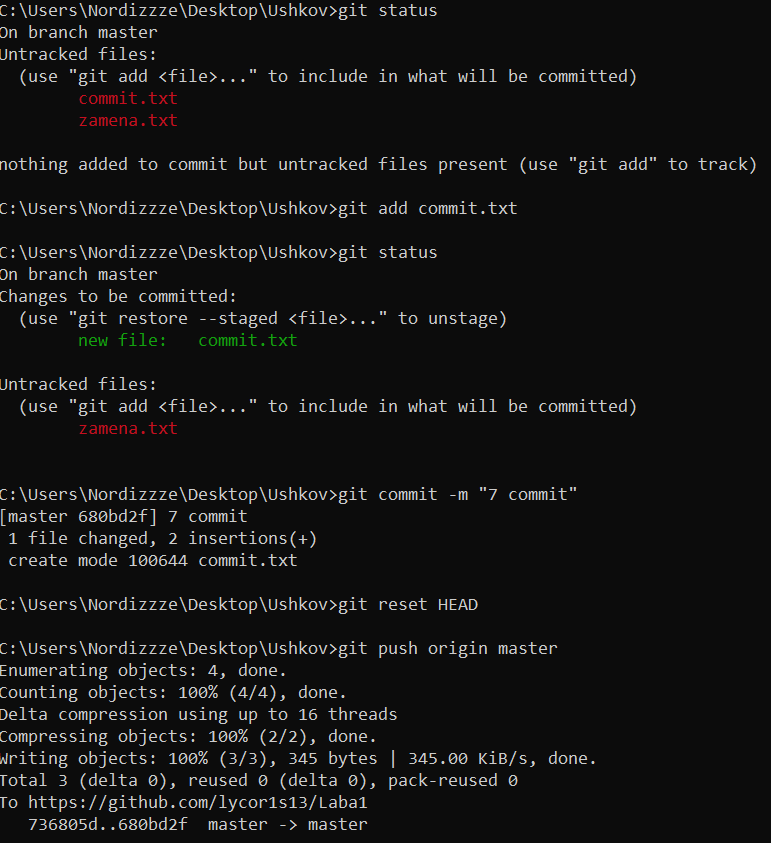 C:\Users\Nordizzze\Desktop\Ushkov>git status
On branch master
Untracked files:
  (use "git add <file>..." to include in what will be committed)
        commit.txt
        zamena.txt

nothing added to commit but untracked files present (use "git add" to track)

C:\Users\Nordizzze\Desktop\Ushkov>git add commit.txt

C:\Users\Nordizzze\Desktop\Ushkov>git status
On branch master
Changes to be committed:
  (use "git restore --staged <file>..." to unstage)
        new file:   commit.txt

Untracked files:
  (use "git add <file>..." to include in what will be committed)
        zamena.txt


C:\Users\Nordizzze\Desktop\Ushkov>git commit -m "7 commit"
[master 680bd2f] 7 commit
 1 file changed, 2 insertions(+)
 create mode 100644 commit.txt

C:\Users\Nordizzze\Desktop\Ushkov>git reset HEAD

C:\Users\Nordizzze\Desktop\Ushkov>git push origin master
Enumerating objects: 4, done.
Counting objects: 100% (4/4), done.
Delta compression using up to 16 threads
Compressing objects: 100% (2/2), done.
Writing objects: 100% (3/3), 345 bytes | 345.00 KiB/s, done.
Total 3 (delta 0), reused 0 (delta 0), pack-reused 0
To https://github.com/lycor1s13/Laba1
   736805d..680bd2f  master -> master